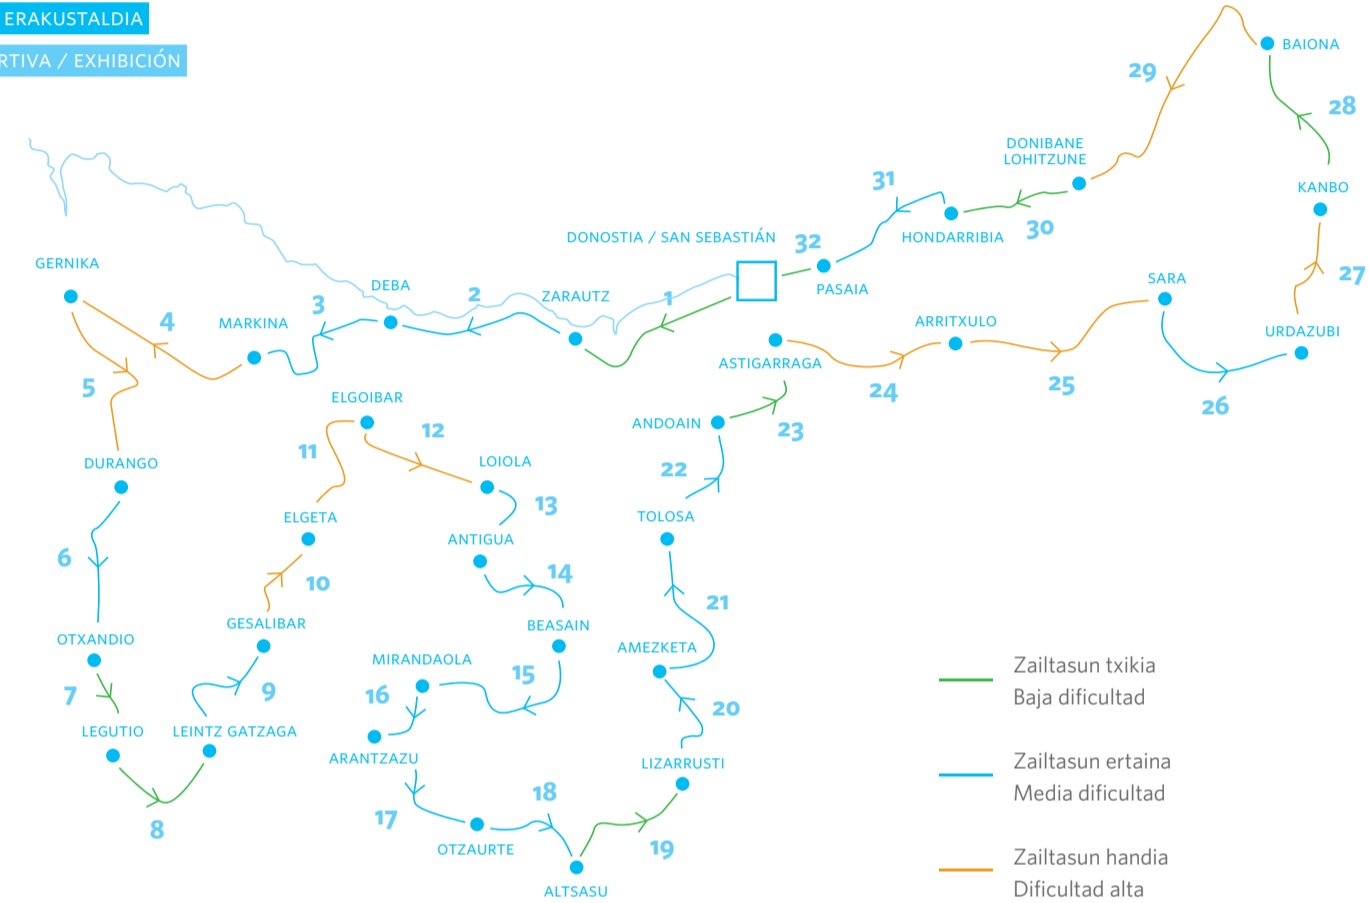 ERAKUSTALDIA
RTIVA / EXHIBICIÓN
BAIONA
29
28
DONIBANE
LOHITZUNE
31
KANBO
DONOSTIA / SAN SEBASTIÁN
32
HONDARRIBIA
30
GERNIKA
27
SARA
DEBA
PASAIA
2
ZARAUTZ
1
3
MARKINA
4
ARRITXULO
URDAZUBI
ASTIGARRAGA
5
24
25
26
ELGOIBAR
ANDOAIN
23
12
11
DURANGO
LOIOLA
22
13
ELGETA
TOLOSA
ANTIGUA
6
14
10
21
GESALIBAR
BEASAIN
OTXANDIO
AMEZKETA
MIRANDAOLA
15
Zailtasun txikia
Baja dificultad
7
9
16
20
LEGUTIO
LEINTZ GATZAGA
ARANTZAZU
LIZARRUSTI
Zailtasun ertaina
Media dificultad
18
17
8
19
OTZAURTE
Zailtasun handia
Dificultad alta
ALTSASU